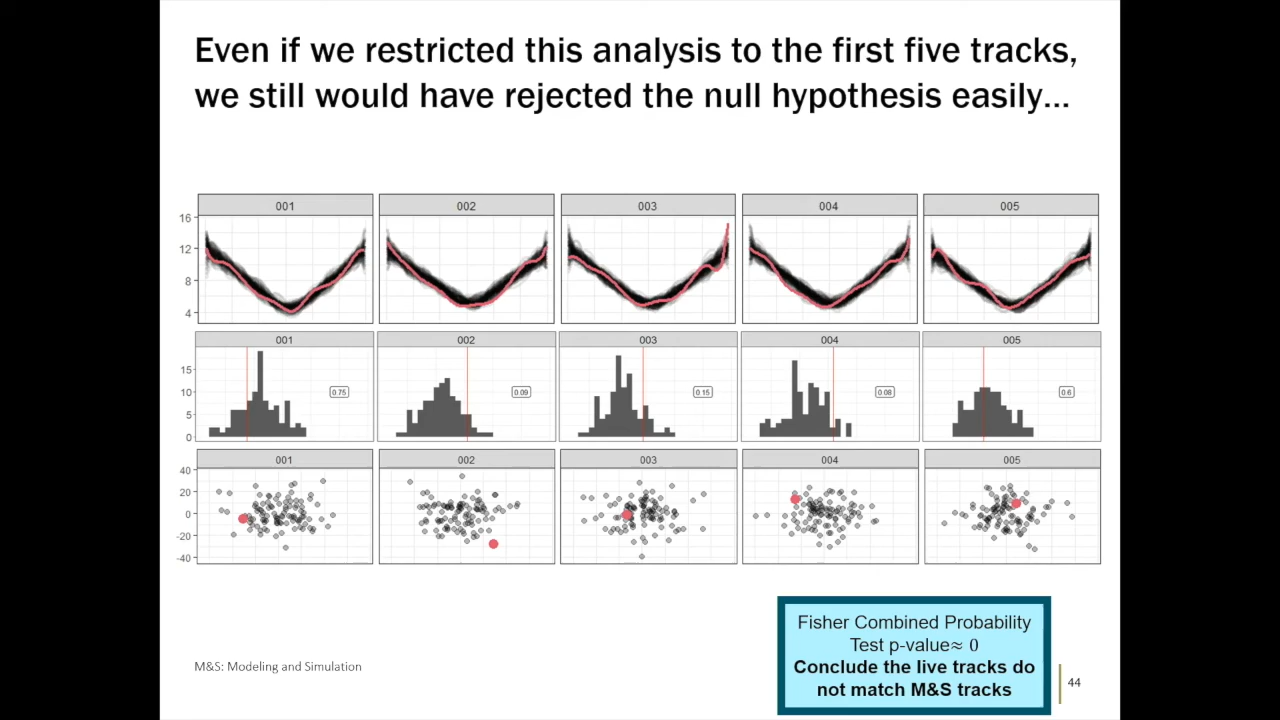 Even if we restricted this analysis to the first five tracks,
we still would have rejected the null hypothesis easily...
001 002 003 004 005
16
12
8
4
001 002 003 004 005
15
10
5
0
0.75 0.09 0.15 0.08 0.6
001 002 003 004 005
40
20
0
-20
-40
Fisher Combined Probability
Test p-value≈ 0
Conclude the live tracks do
not match M&S tracks
M&S: Modeling and Simulation
44